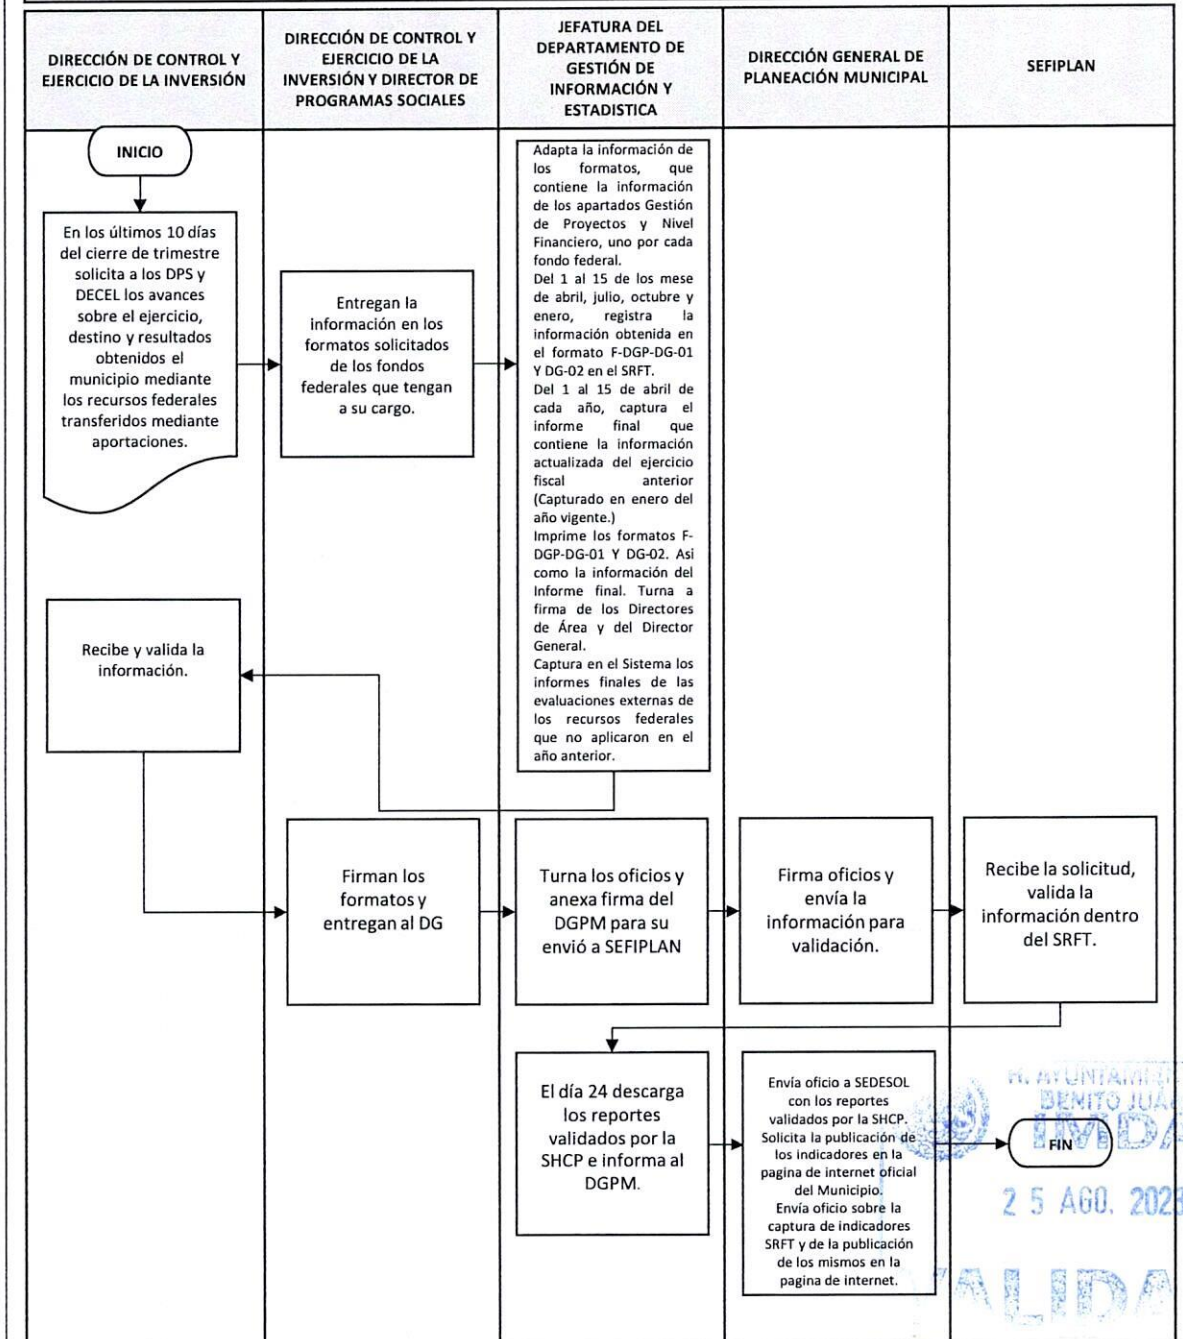 DIRECCIÓN DE CONTROL Y
EJERCICIO DE LA INVERSIÓN
DIRECCIÓN DE CONTROL Y
EJERCICIO DE LA
INVERSIÓN Y DIRECTOR DE
PROGRAMAS SOCIALES
JEFATURA DEL
DEPARTAMENTO DE
GESTIÓN DE
INFORMACIÓN Y
ESTADISTICA
DIRECCIÓN GENERAL DE
PLANEACIÓN MUNICIPAL
SEFIPLAN
INICIO
En los últimos 10 días
del cierre de trimestre
solicita a los DPS y
DECEL los avances
sobre el ejercicio,
destino y resultados
obtenidos el
municipio mediante
los recursos federales
transferidos mediante
aportaciones.
Entregan la
información en los
formatos solicitados
de los fondos
federales que tengan
a su cargo.
Adapta la información de
los formatos, que
contiene la información
de los apartados Gestión
de Proyectos y Nivel
Financiero, uno por cada
fondo federal.
Del 1 al 15 de los mese
de abril, julio, octubre y
enero, registra la
información obtenida en
el formato F-DGP-DG-01
Y DG-02 en el SRFT.
Del 1 al 15 de abril de
cada año, captura el
informe final que
contiene la información
actualizada del ejercicio
fiscal anterior
(Capturado en enero del
año vigente.)
Imprime los formatos F-
DGP-DG-01 Y DG-02. Asi
como la información del
Informe final. Turna a
firma de los Directores
de Área y del Director
General.
Captura en el Sistema los
informes finales de las
evaluaciones externas de
los recursos federales
que no aplicaron en el
año anterior.
Recibe y valida la
información.
Firman los
formatos y
entregan al DG
Turna los oficios y
anexa firma del
DGPM para su
envió a SEFIPLAN
Firma oficios y
envía la
información para
validación.
Recibe la solicitud,
valida la
información dentro
del SRFT.
El día 24 descarga
los reportes
validados por la
SHCP e informa al
DGPM.
Envía oficio a SEDESOL
con los reportes
validados por la SHCP.
Solicita la publicación de
los indicadores en la
pagina de internet oficial
del Municipio.
Envía oficio sobre la
captura de indicadores
SRFT y de la publicación
de los mismos en la
pagina de internet.
FIN
H. AYUNTAMIE
BENITO JUÁ
IMDA
25 AGO. 2023
VALIDA